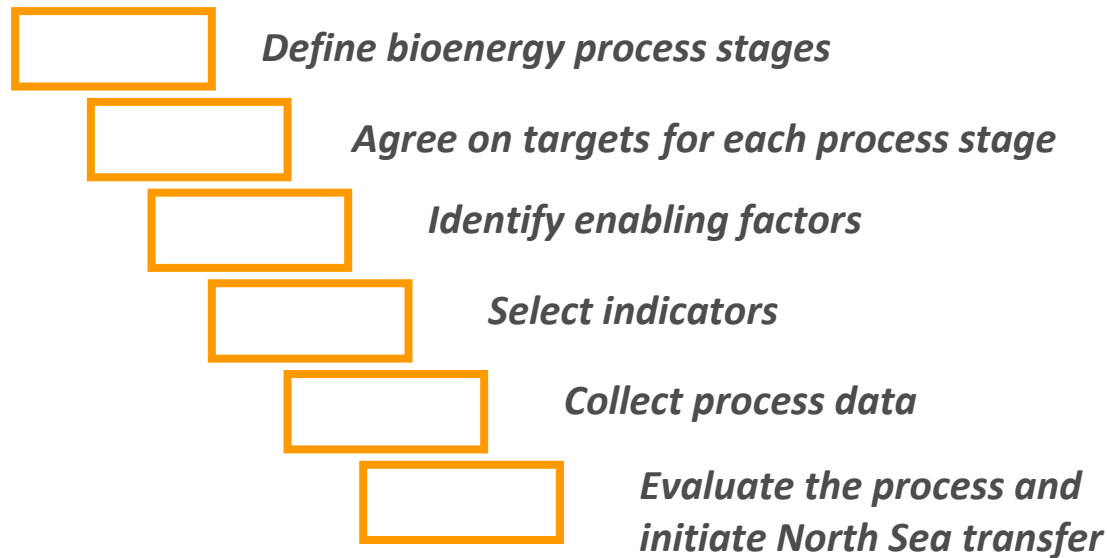 Define bioenergy process stages
Agree on targets for each process stage
Identify enabling factors
Select indicators
Collect process data
Evaluate the process and
initiate North Sea transfer